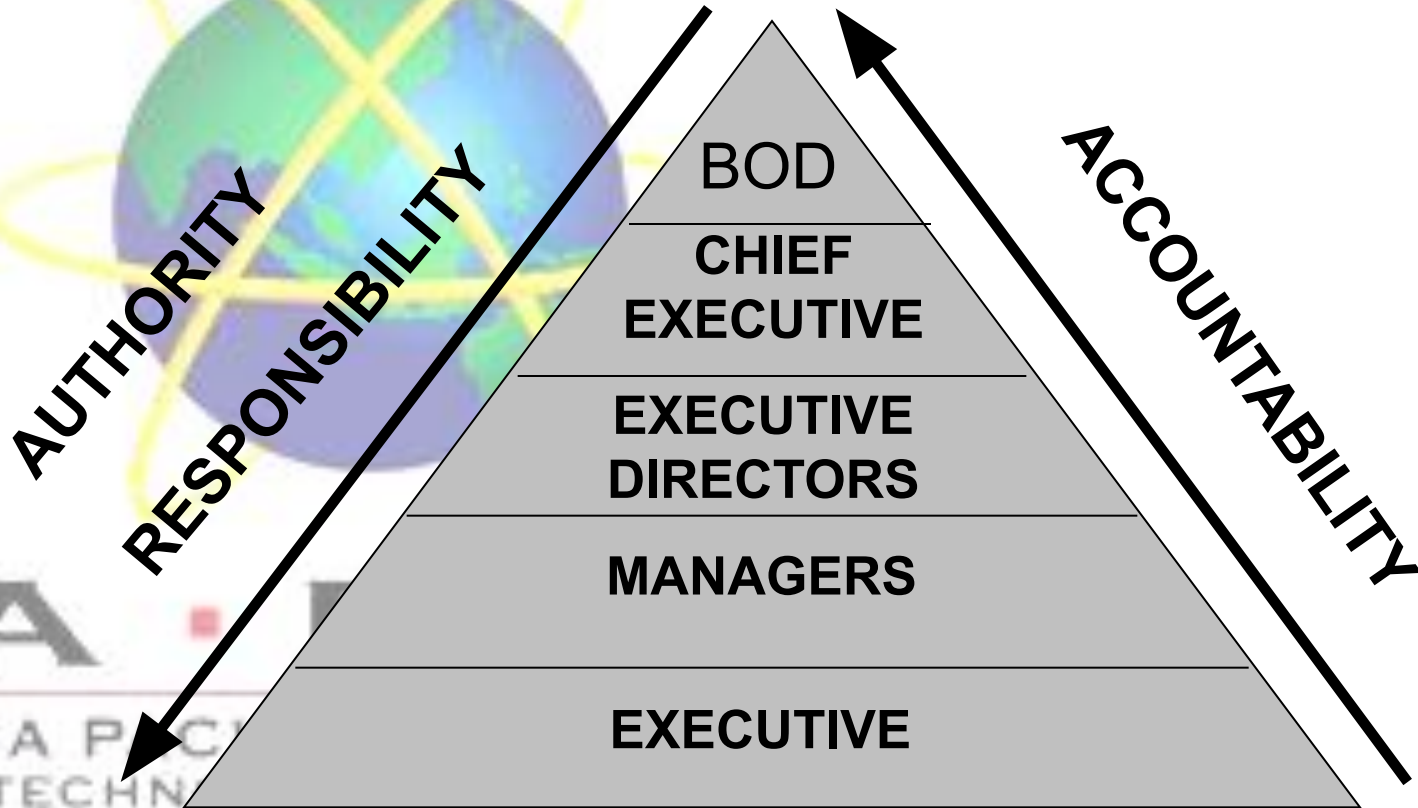 AUTHORITY
RESPONSIBILITY
BOD
CHIEF
EXECUTIVE
EXECUTIVE
DIRECTORS
MANAGERS
EXECUTIVE
ACCOUNTABILITY
A
A